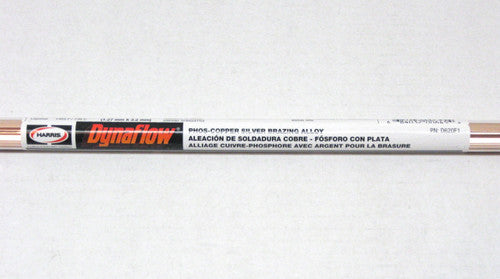 HARRIS
Dynaflow
PHOS-COPPER SILVER BRAZING ALLOY
ALEACIÓN DE SOLDADURA COBRE - FÓSFORO CON PLATA
ALLIAGE CUIVRE-PHOSPHORE AVEC ARGENT POUR LA BRASURE
P/N: D620F1